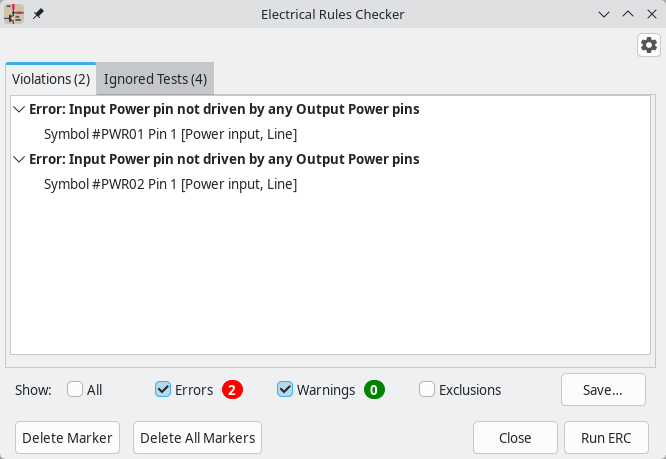 Electrical Rules Checker
Violations (2)
Ignored Tests (4)
Error: Input Power pin not driven by any Output Power pins
Symbol #PWR01 Pin 1 [Power input, Line]
Error: Input Power pin not driven by any Output Power pins
Symbol #PWR02 Pin 1 [Power input, Line]
Show: All Errors 2 Warnings 0 Exclusions Save...
Delete Marker Delete All Markers Close Run ERC